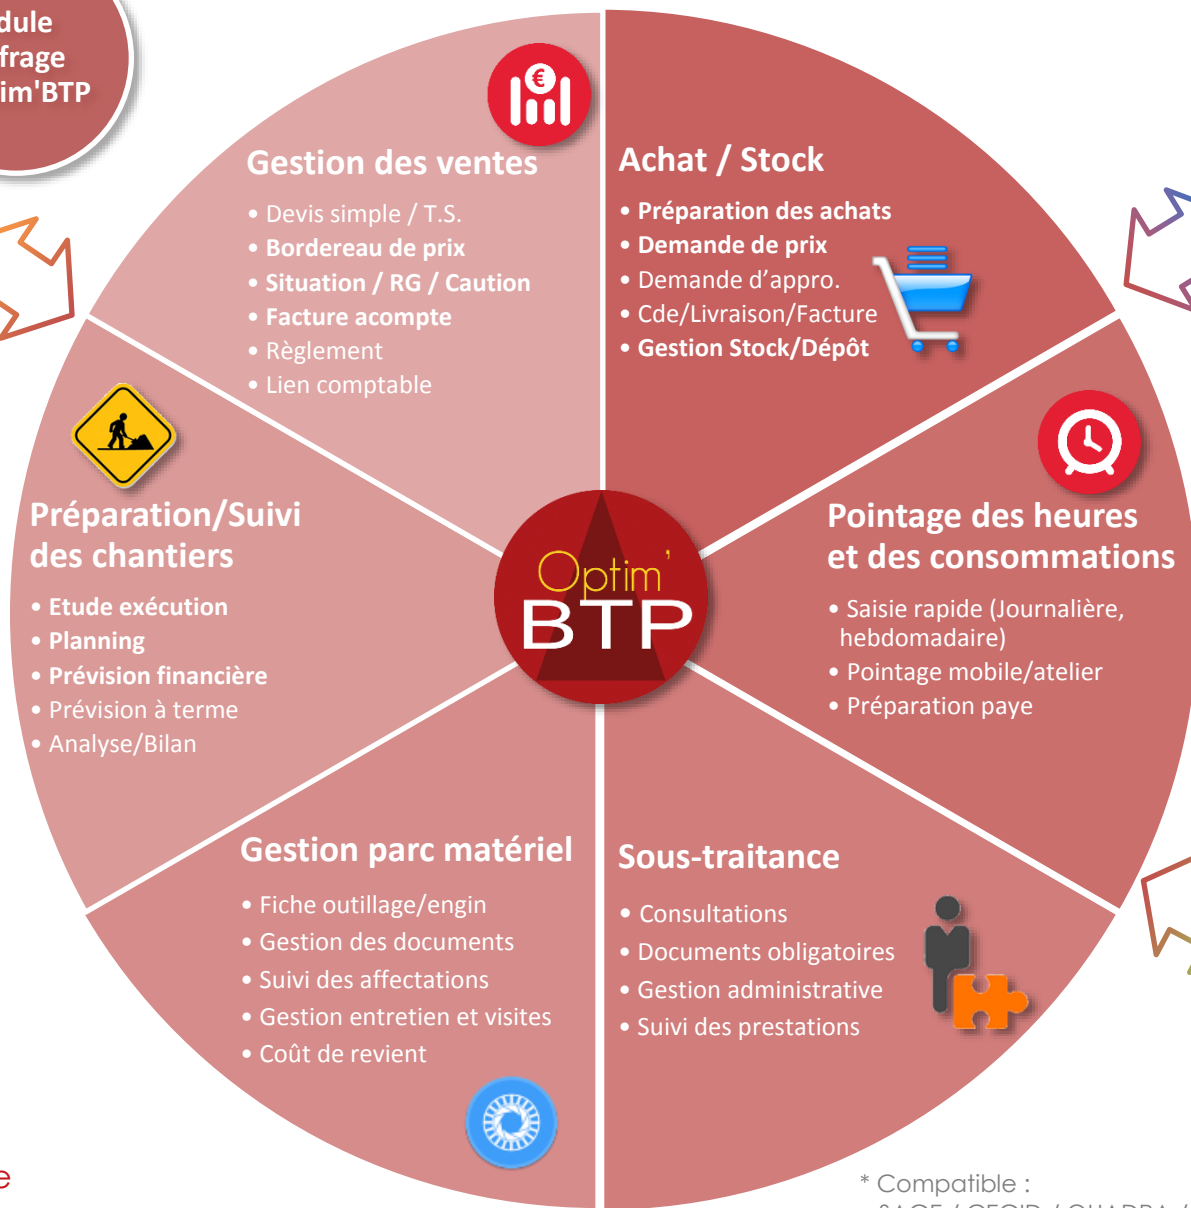 im'BTP
Gestion des ventes
• Devis simple / T.S.
• Bordereau de prix
• Situation / RG / Caution
• Facture acompte
• Règlement
• Lien comptable
Achat / Stock
• Préparation des achats
• Demande de prix
• Demande d'appro.
• Cde/Livraison/Facture
• Gestion Stock/Dépôt
Préparation/Suivi
des chantiers
• Etude exécution
• Planning
• Prévision financière
• Prévision à terme
• Analyse/Bilan
Optim'
BTP
Pointage des heures
et des consommations
• Saisie rapide (Journalière,
hebdomadaire)
• Pointage mobile/atelier
• Préparation paye
Gestion parc matériel
• Fiche outillage/engin
• Gestion des documents
• Suivi des affectations
• Gestion entretien et visites
• Coût de revient
Sous-traitance
• Consultations
• Documents obligatoires
• Gestion administrative
• Suivi des prestations
* Compatible :
SAGE / CEGID / QUADRA /